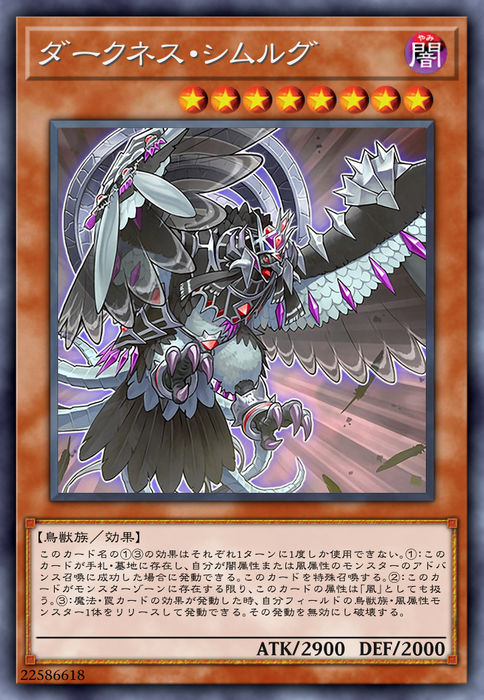 ダークネス・シムルグ
やみ
闇
【鳥獣族／効果】
このカード名の①③の効果はそれぞれ1ターンに1度しか使用できない。①：この
カードが手札・墓地に存在し、自分が闇属性または風属性のモンスターのアドバ
ンス召喚に成功した場合に発動できる。このカードを特殊召喚する。②：このカー
ドがモンスターゾーンに存在する限り、このカードの属性は「風」としても扱
う。③：魔法・罠カードの効果が発動した時、自分フィールドの鳥獣族・風属性モ
ンスター1体をリリースして発動できる。その発動を無効にし破壊する。
ATK/2900 DEF/2000
22586618